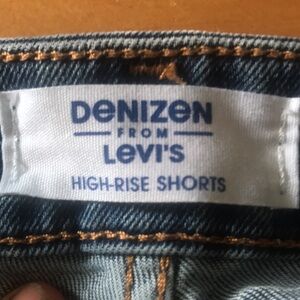 DeNIZeN
FROM
Levi's
HIGH-RISE SHORTS